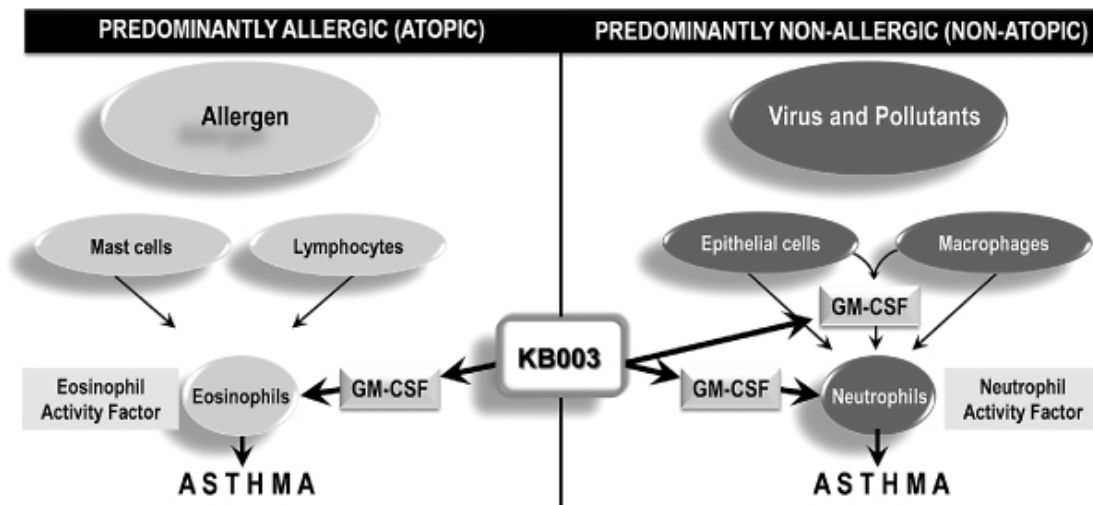 PREDOMINANTLY ALLERGIC (ATOPIC)
PREDOMINANTLY NON-ALLERGIC (NON-ATOPIC)
Allergen
Virus and Pollutants
Mast cells
Lymphocytes
Epithelial cells
Macrophages
GM-CSF
KB003
Eosinophil
Activity Factor
Eosinophils
GM-CSF
GM-CSF
Neutrophils
Neutrophil
Activity Factor
ASTHMA
ASTHMA